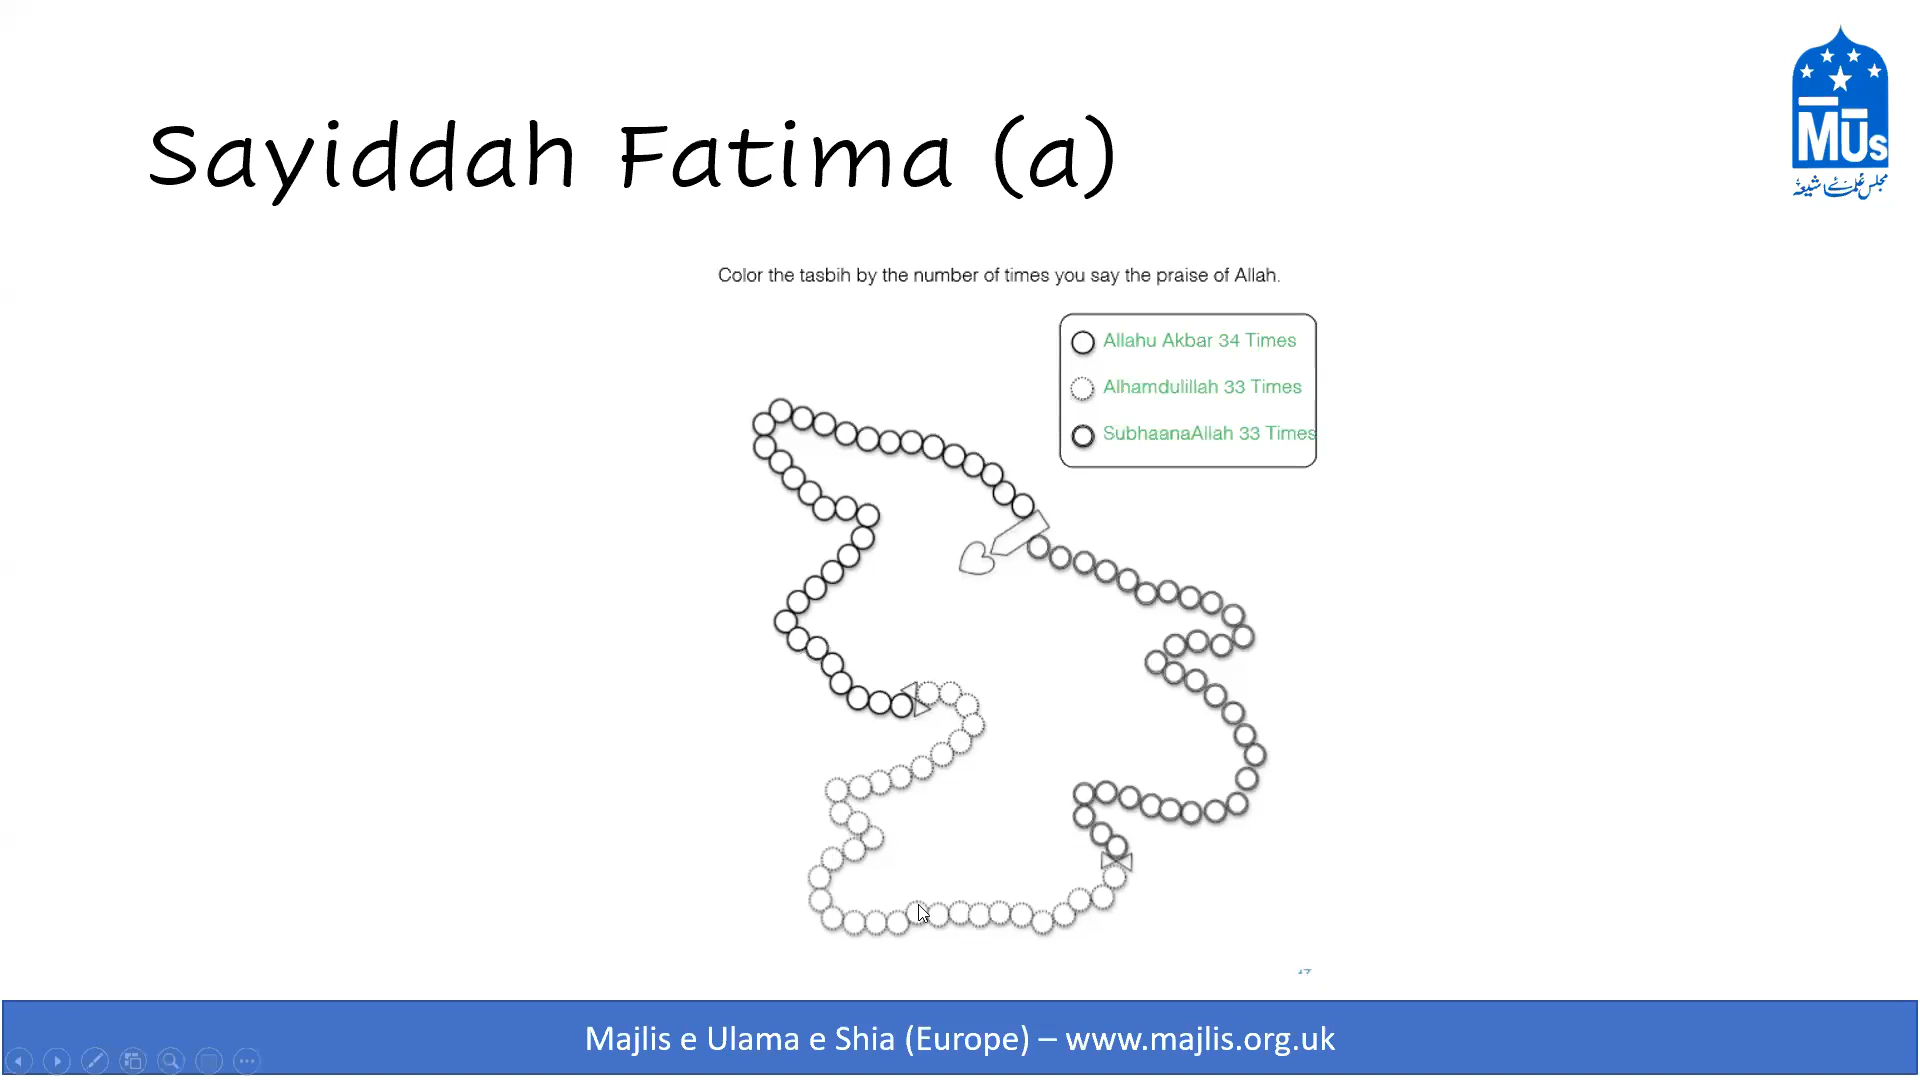 Sayiddah Fatima (a)
MUs
مجلس علمائے شیعہ
Color the tasbih by the number of times you say the praise of Allah.
Allahu Akbar 34 Times
Alhamdulillah 33 Times
SubhaanaAllah 33 Times
Majlis e Ulama e Shia (Europe) – www.majlis.org.uk